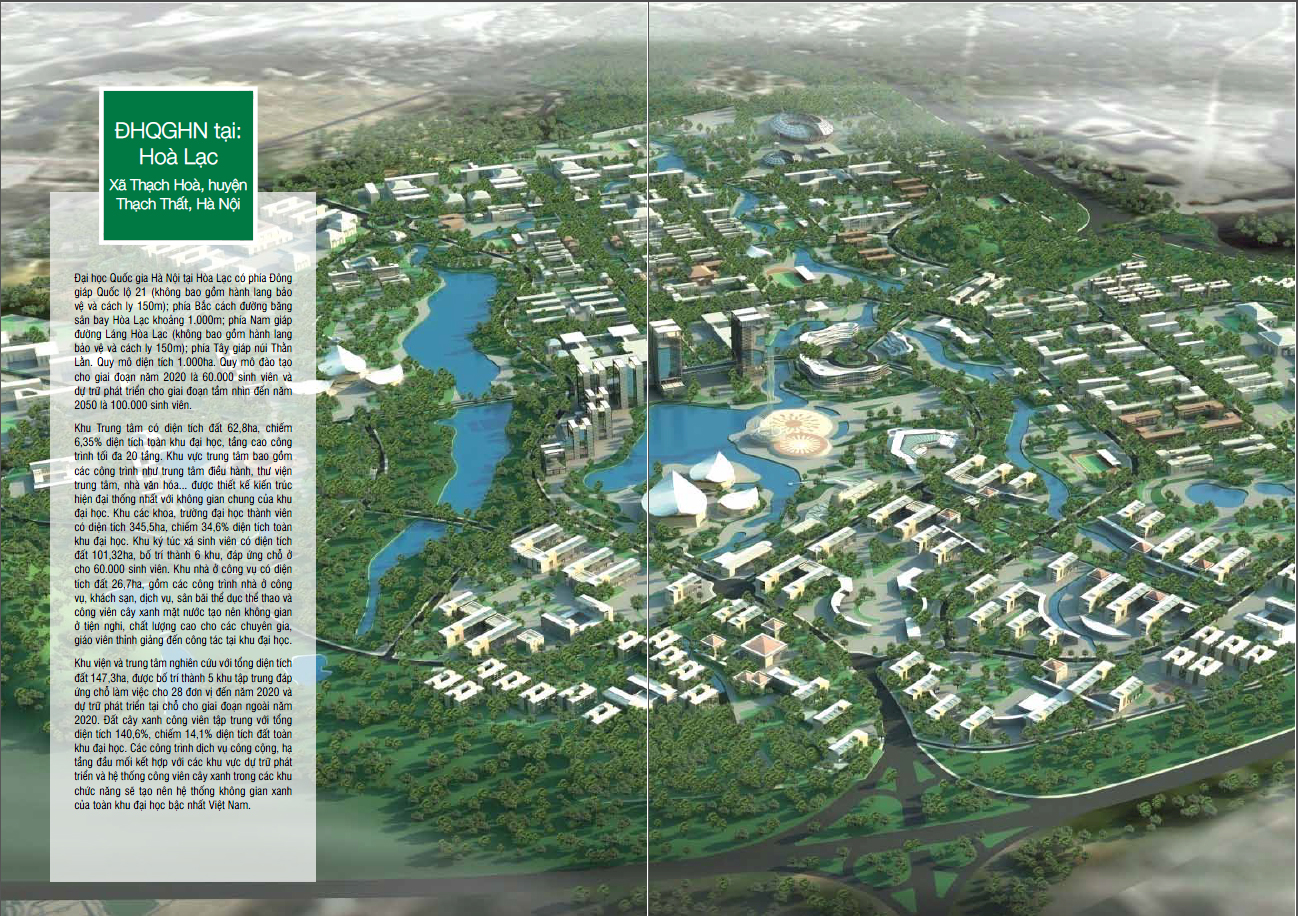 ĐHQGHN tại:
Hoà Lạc
Xã Thạch Hoà, huyện
Thạch Thất, Hà Nội
Đại học Quốc gia Hà Nội tại Hòa Lạc có phía Đông
giáp Quốc lộ 21 (không bao gồm hành lang bảo
vệ và cách ly 150m); phía Bắc cách đường băng
sân bay Hòa Lạc khoảng 1.000m; phía Nam giáp
đường Láng Hòa Lạc (không bao gồm hành lang
bảo vệ và cách ly 150m); phía Tây giáp núi Thằn
Lằn. Quy mô diện tích 1.000ha. Quy mô đào tạo
cho giai đoạn năm 2020 là 60.000 sinh viên và
dự trữ phát triển cho giai đoạn tầm nhìn đến năm
2050 là 100.000 sinh viên.
Khu Trung tâm có diện tích đất 62,8ha, chiếm
6,35% diện tích toàn khu đại học, tầng cao công
trình tối đa 20 tầng. Khu vực trung tâm bao gồm
các công trình như trung tâm điều hành, thư viện
trung tâm, nhà văn hóa... được thiết kế kiến trúc
hiện đại thống nhất với không gian chung của khu
đại học. Khu các khoa, trường đại học thành viên
có diện tích 345,5ha, chiếm 34,6% diện tích toàn
khu đại học. Khu ký túc xá sinh viên có diện tích
đất 101,32ha, bố trí thành 6 khu, đáp ứng chỗ ở
cho 60.000 sinh viên. Khu nhà ở công vụ có diện
tích đất 26,7ha, gồm các công trình nhà ở công
vụ, khách sạn, dịch vụ, sân bãi thể dục thể thao và
công viên cây xanh mặt nước tạo nên không gian
ở tiện nghi, chất lượng cao cho các chuyên gia,
giáo viên thỉnh giảng đến công tác tại khu đại học.
Khu viện và trung tâm nghiên cứu với tổng diện tích
đất 147,3ha, được bố trí thành 5 khu tập trung đáp
ứng chỗ làm việc cho 28 đơn vị đến năm 2020 và
dự trữ phát triển tại chỗ cho giai đoạn ngoài năm
2020. Đất cây xanh công viên tập trung với tổng
diện tích 140,6%, chiếm 14,1% diện tích đất toàn
khu đại học. Các công trình dịch vụ công cộng, hạ
tầng đầu mối kết hợp với các khu vực dự trữ phát
triển và hệ thống công viên cây xanh trong các khu
chức năng sẽ tạo nên hệ thống không gian xanh
của toàn khu đại học bậc nhất Việt Nam.